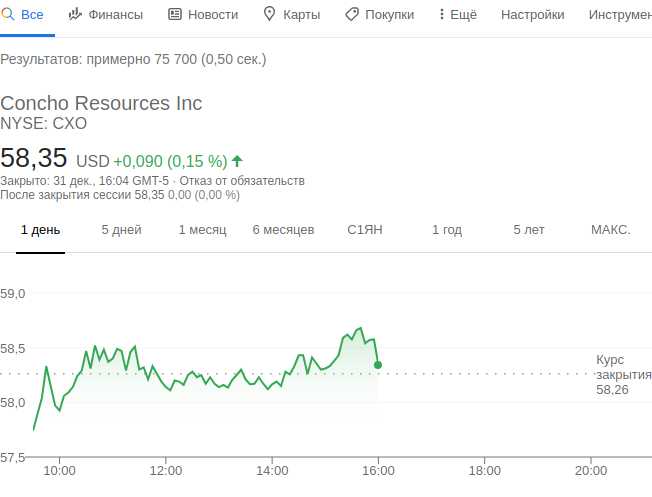 Все Финансы Новости Карты Покупки Ещё Настройки Инструмен
Результатов: примерно 75 700 (0,50 сек.)
Concho Resources Inc
NYSE: CXO
58,35 USD +0,090 (0,15 %)
Закрыто: 31 дек., 16:04 GMT-5 · Отказ от обязательств
После закрытия сессии 58,35 0,00 (0,00 %)
1 день 5 дней 1 месяц 6 месяцев С1ЯН 1 год 5 лет МАКС.
59,0
58,5
Курс
закрытия
58,26
58,0
57,5
10:00 12:00 14:00 16:00 18:00 20:00